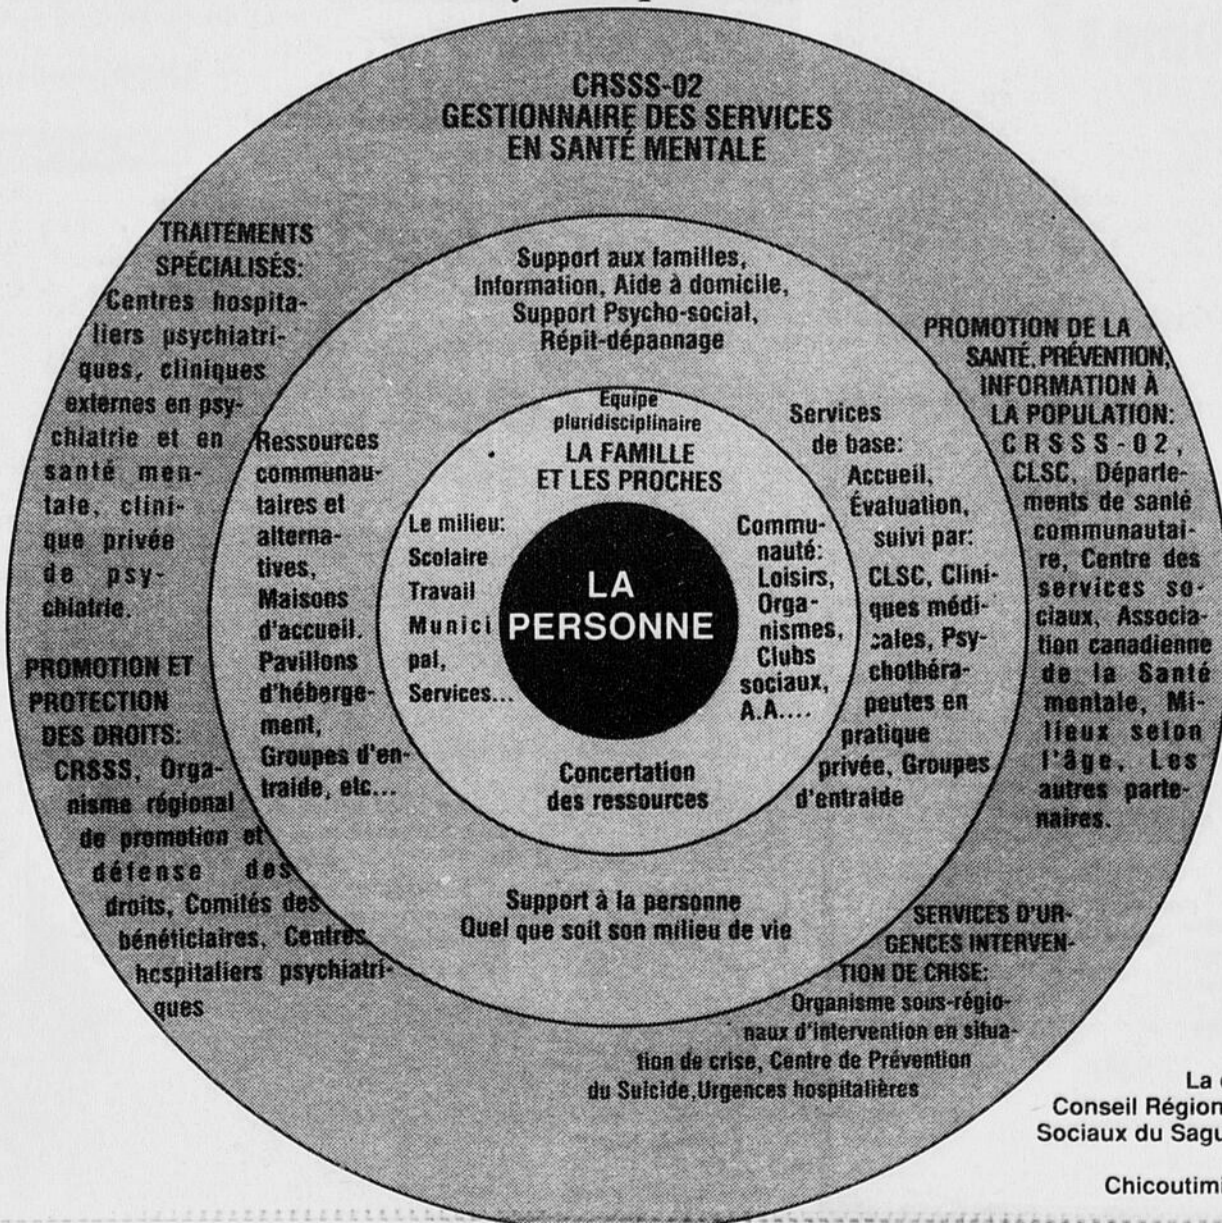 CRSSS-02
GESTIONNAIRE DES SERVICES
EN SANTÉ MENTALE
TRAITEMENTS
SPÉCIALISÉS:
Centres hospita-
liers psychiatri-
ques, cliniques
externes en psy-
chiatrie et en
santé men-
tale, clini-
que privée
de psy-
chiatrie.
PROMOTION ET
PROTECTION
DES DROITS:
CRSSS, Orga-
nisme régional
de promotion et
défense des
droits, Comités des
bénéficiaires, Centres
hospitaliers psychiatri-
ques
Support aux familles,
Information, Aide à domicile,
Support Psycho-social,
Répit-dépannage
Ressources
communau-
taires et
alterna-
tives,
Maisons
d'accueil.
Pavillons
d'héberge-
ment,
Groupes d'en-
traide, etc...
Equipe
pluridisciplinaire
LA FAMILLE
ET LES PROCHES
Le milieu:
Scolaire
Travail
Munici
pal,
Services...
LA
PERSONNE
Commu-
nauté:
Loisirs,
Orga-
nismes,
Clubs
sociaux,
A.A....
Concertation
des ressources
Services
de base:
Accueil,
Évaluation,
suivi par:
CLSC, Clini-
ques médi-
cales, Psy-
chothéra-
peutes en
pratique
privée, Groupes
d'entraide
Support à la personne
Quel que soit son milieu de vie
PROMOTION DE LA
SANTÉ, PRÉVENTION,
INFORMATION À
LA POPULATION:
CRSSS-02,
CLSC, Départe-
ments de santé
communautai-
re, Centre des
services so-
ciaux, Associa-
tion canadienne
de la Santé
mentale, Mi-
lieux selon
l'âge, Les
autres parte-
naires.
SERVICES D'UR-
GENCES INTERVEN-
TION DE CRISE:
Organisme sous-régio-
naux d'intervention en situa-
tion de crise, Centre de Prévention
du Suicide, Urgences hospitalières
La
Conseil Région
Sociaux du Sagu
Chicoutimi